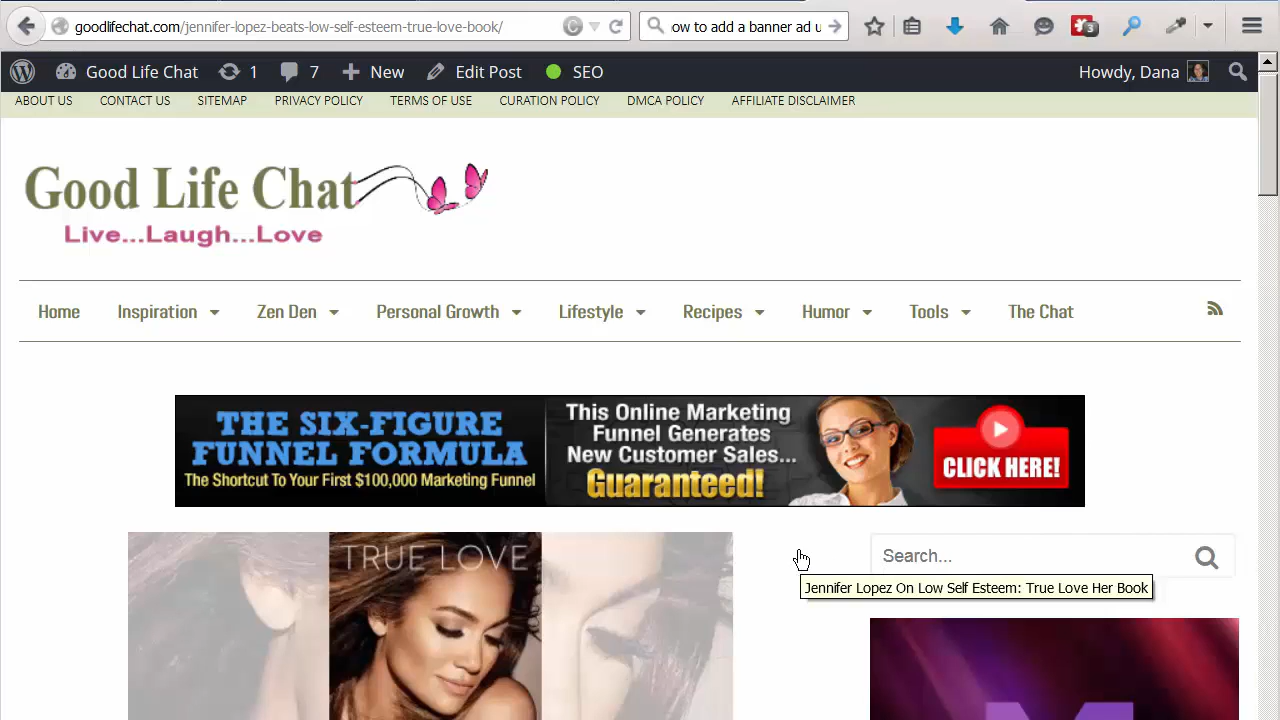 goodlifechat.com/jennifer-lopez-beats-low-self-esteem-true-love-book/
ow to add a banner ad u
3
Good Life Chat 1 7 New Edit Post SEO Howdy, Dana
ABOUT US CONTACT US SITEMAP PRIVACY POLICY TERMS OF USE CURATION POLICY DMCA POLICY AFFILIATE DISCLAIMER
Good Life Chat
Live...Laugh...Love
Home Inspiration Zen Den Personal Growth Lifestyle Recipes Humor Tools The Chat
THE SIX-FIGURE
FUNNEL FORMULA
The Shortcut To Your First $100,000 Marketing Funnel
This Online Marketing
Funnel Generates
New Customer Sales...
Guaranteed!
CLICK HERE!
TRUE LOVE
Search...
Jennifer Lopez On Low Self Esteem: True Love Her Book